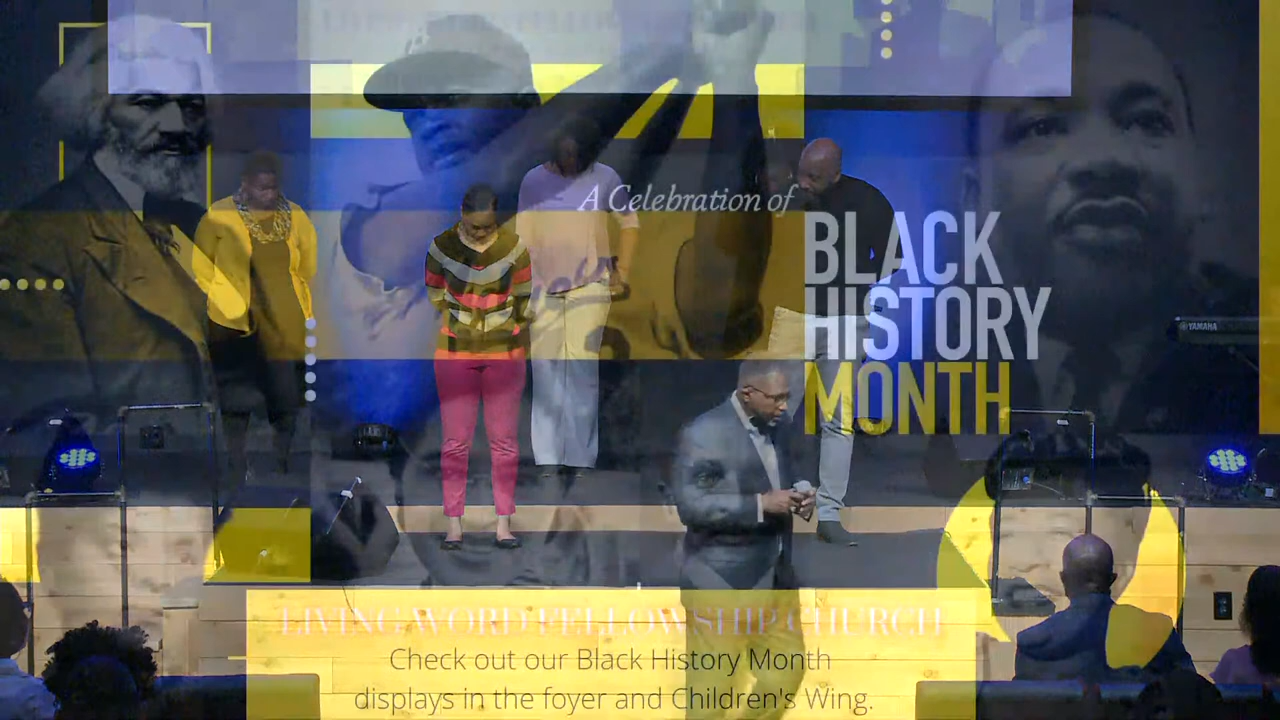 A Celebration of
BLACK
HISTORY
MONTH
YAMAHA
LIVING WORD FELLOWSHIP CHURCH
Check out our Black History Month
displays in the foyer and Children's Wing.